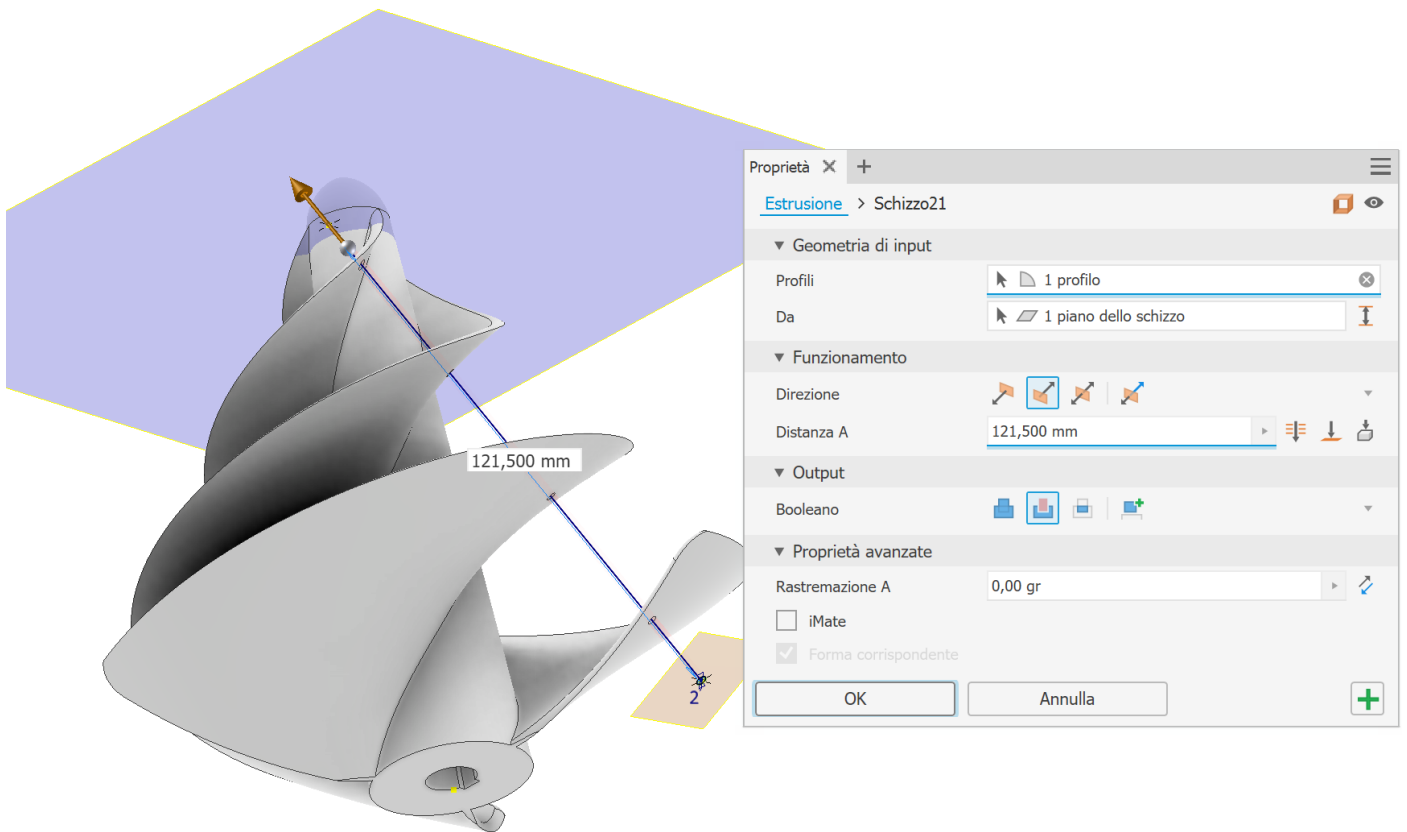 Proprietà
Estrusione > Schizzo21
Geometria di input
Profili 1 profilo
Da 1 piano dello schizzo
Funzionamento
Direzione
Distanza A 121,500 mm
Output
Booleano
Proprietà avanzate
Rastremazione A 0,00 gr
iMate
Forma corrispondente
OK Annulla
121,500 mm
2